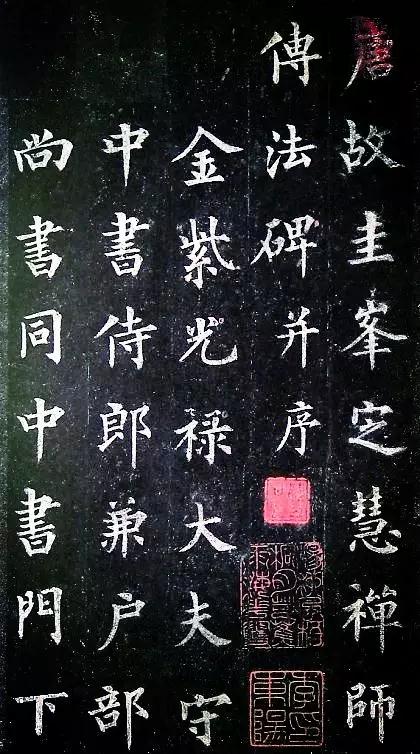 唐故圭峯定慧禪師
傳法碑并序
金紫光祿大夫守
中書侍郎兼户部
尚書同中書門下